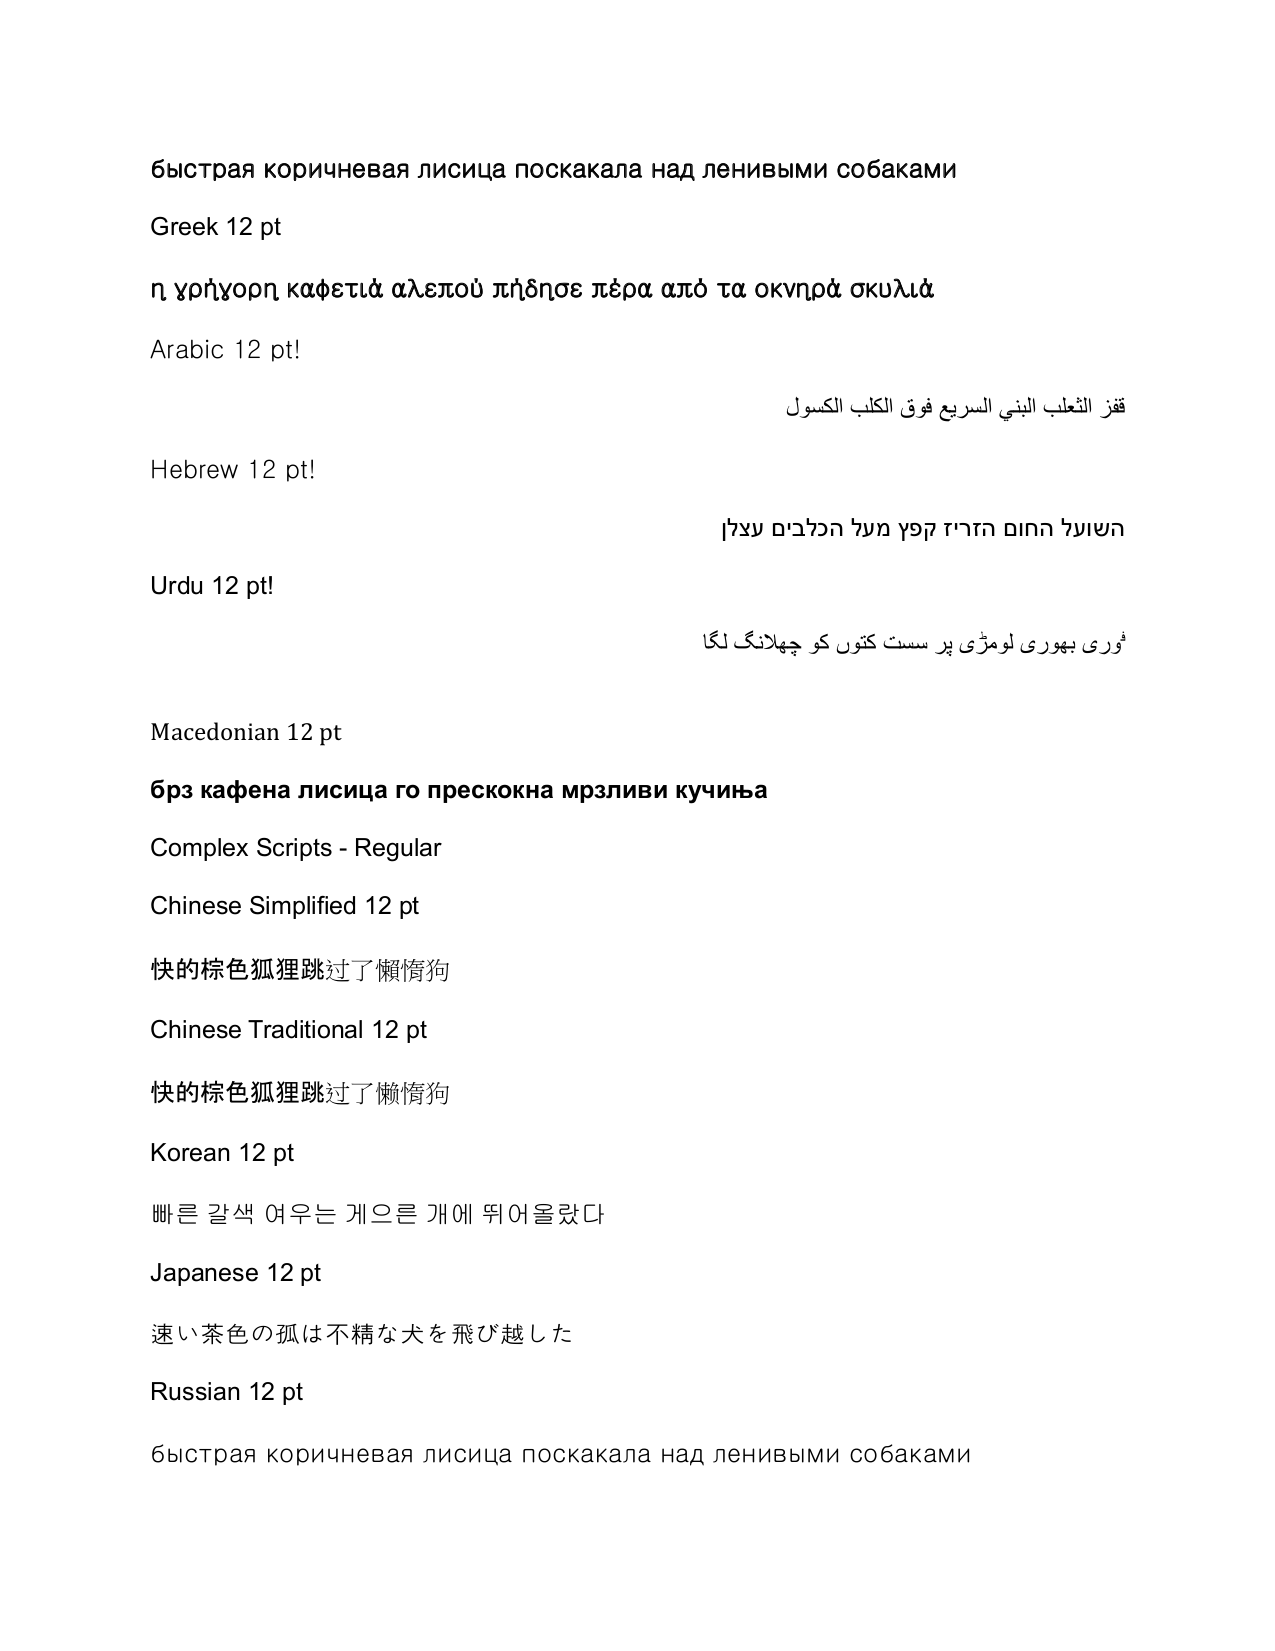 быстрая коричневая лисица поскакала над ленивыми собаками
Greek 12 pt
η γρήγορη καφετιά αλεπού πήδησε πέρα από τα οκνηρά σκυλιά
Arabic 12 pt!
قفز الثعلب البني السريع فوق الكلب الكسول
Hebrew 12 pt!
השועל החום הזריז קפץ מעל הכלבים עצלן
Urdu 12 pt!
فوری بھوری لومڑی پر سست کتوں کو چھلانگ لگا
Macedonian 12 pt
брз кафена лисица го прескокна мрзливи кучиња
Complex Scripts - Regular
Chinese Simplified 12 pt
快的棕色狐狸跳过了懶惰狗
Chinese Traditional 12 pt
快的棕色狐狸跳过了懒惰狗
Korean 12 pt
빠른 갈색 여우는 게으른 개에 뛰어올랐다
Japanese 12 pt
速い茶色の孤は不精な犬を飛び越した
Russian 12 pt
быстрая коричневая лисица поскакала над ленивыми собаками